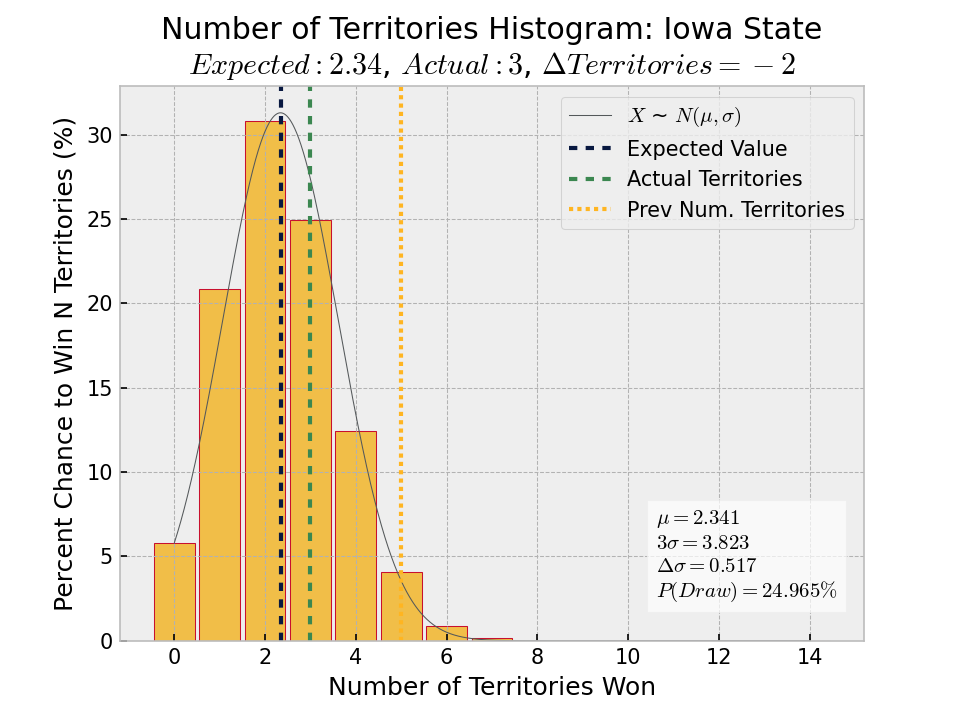 Number of Territories Histogram: Iowa State
Expected : 2.34, Actual : 3, ΔTerritories = − 2
Percent Chance to Win N Territories (%)
30
25
20
15
10
5
0
X ~ N(μ, σ)
Expected Value
Actual Territories
Prev Num. Territories
μ = 2.341
3σ = 3.823
Δσ = 0.517
P(Draw) = 24.965%
0 2 4 6 8 10 12 14
Number of Territories Won